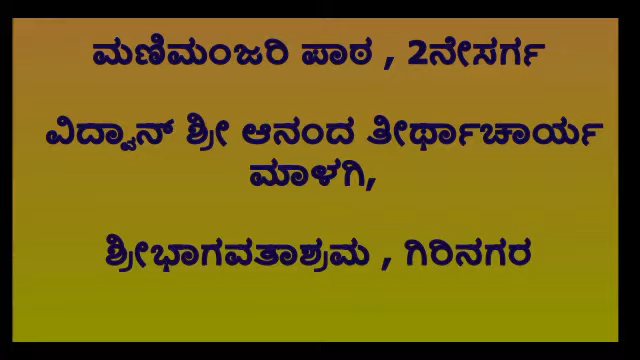 ಮಣಿಮಂಜರಿ ಪಾಠ , 2ನೇಸರ್ಗ
ವಿದ್ವಾನ್ ಶ್ರೀ ಆನಂದ ತೀರ್ಥಾಚಾರ್ಯ
ಮಾಳಗಿ,
ಶ್ರೀಭಾಗವತಾಶ್ರಮ , ಗಿರಿನಗರ